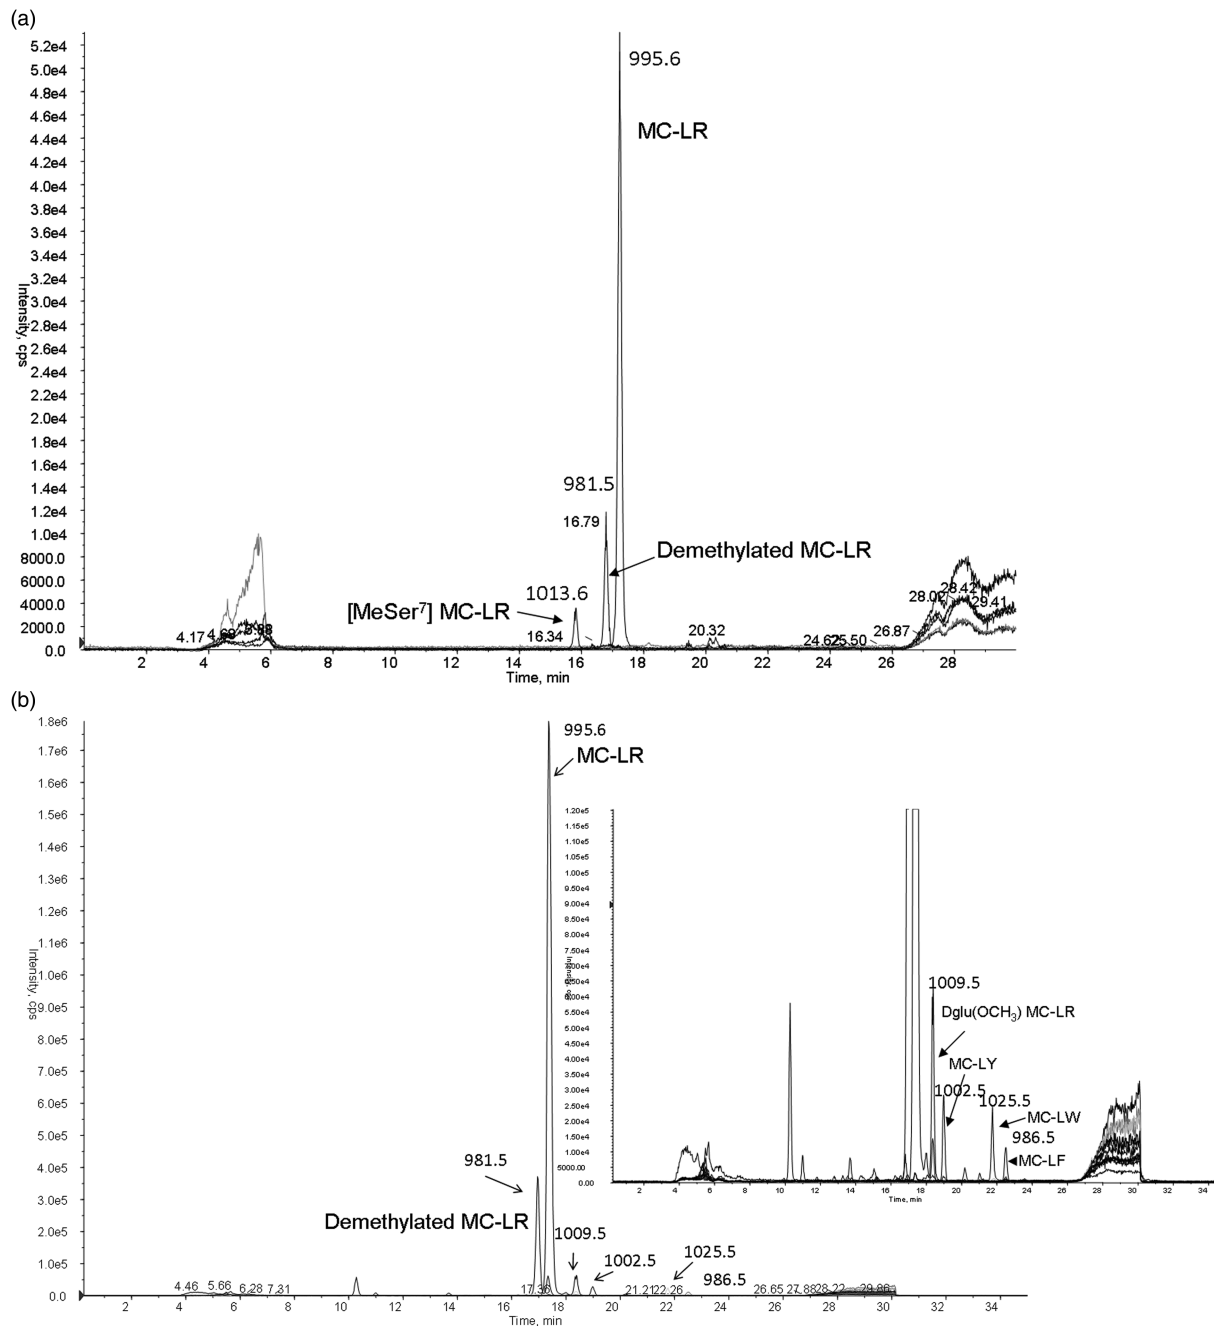 (a)
5.2e4
5.0e4
4.8e4
4.6e4
4.4e4
4.2e4
4.0e4
3.8e4
3.6e4
3.4e4
3.2e4
3.0e4
2.8e4
2.6e4
2.4e4
2.2e4
2.0e4
1.8e4
1.6e4
1.4e4
1.2e4
1.0e4
8000.0
6000.0
4000.0
2000.0
0.0
Intensity, cps
995.6
MC-LR
981.5
16.79
Demethylated MC-LR
1013.6
[MeSer⁷] MC-LR
16.34
4.17
20.32
25.50
26.87
28.02
28.42
29.41
2 4 6 8 10 12 14 16 18 20 22 24 26 28
Time, min
(b)
1.8e6
1.7e6
1.6e6
1.5e6
1.4e6
1.3e6
1.2e6
1.1e6
1.0e6
9.0e5
8.0e5
7.0e5
6.0e5
5.0e5
4.0e5
3.0e5
2.0e5
1.0e5
0.0
Intensity, cps
995.6
MC-LR
981.5
Demethylated MC-LR
1009.5
1002.5
1025.5
986.5
4.46 5.66 6.28 7.31 17.36 21.21 22.26 26.65 27.88 28.22 29.86
2 4 6 8 10 12 14 16 18 20 22 24 26 28 30 32 34
Time, min
1.20e5
1.15e5
1.10e5
1.05e5
1.00e5
9.50e4
9.00e4
8.50e4
8.00e4
7.50e4
7.00e4
6.00e4
5.50e4
5.00e4
4.50e4
4.00e4
3.50e4
3.00e4
2.50e4
2.00e4
1.50e4
1.00e4
5000.00
0.00
1009.5
Dglu(OCH₃) MC-LR
MC-LY
1002.5
1025.5
MC-LW
986.5
MC-LF
2 4 6 8 10 12 14 16 18 20 22 24 26 28 30 32 34
Time, min